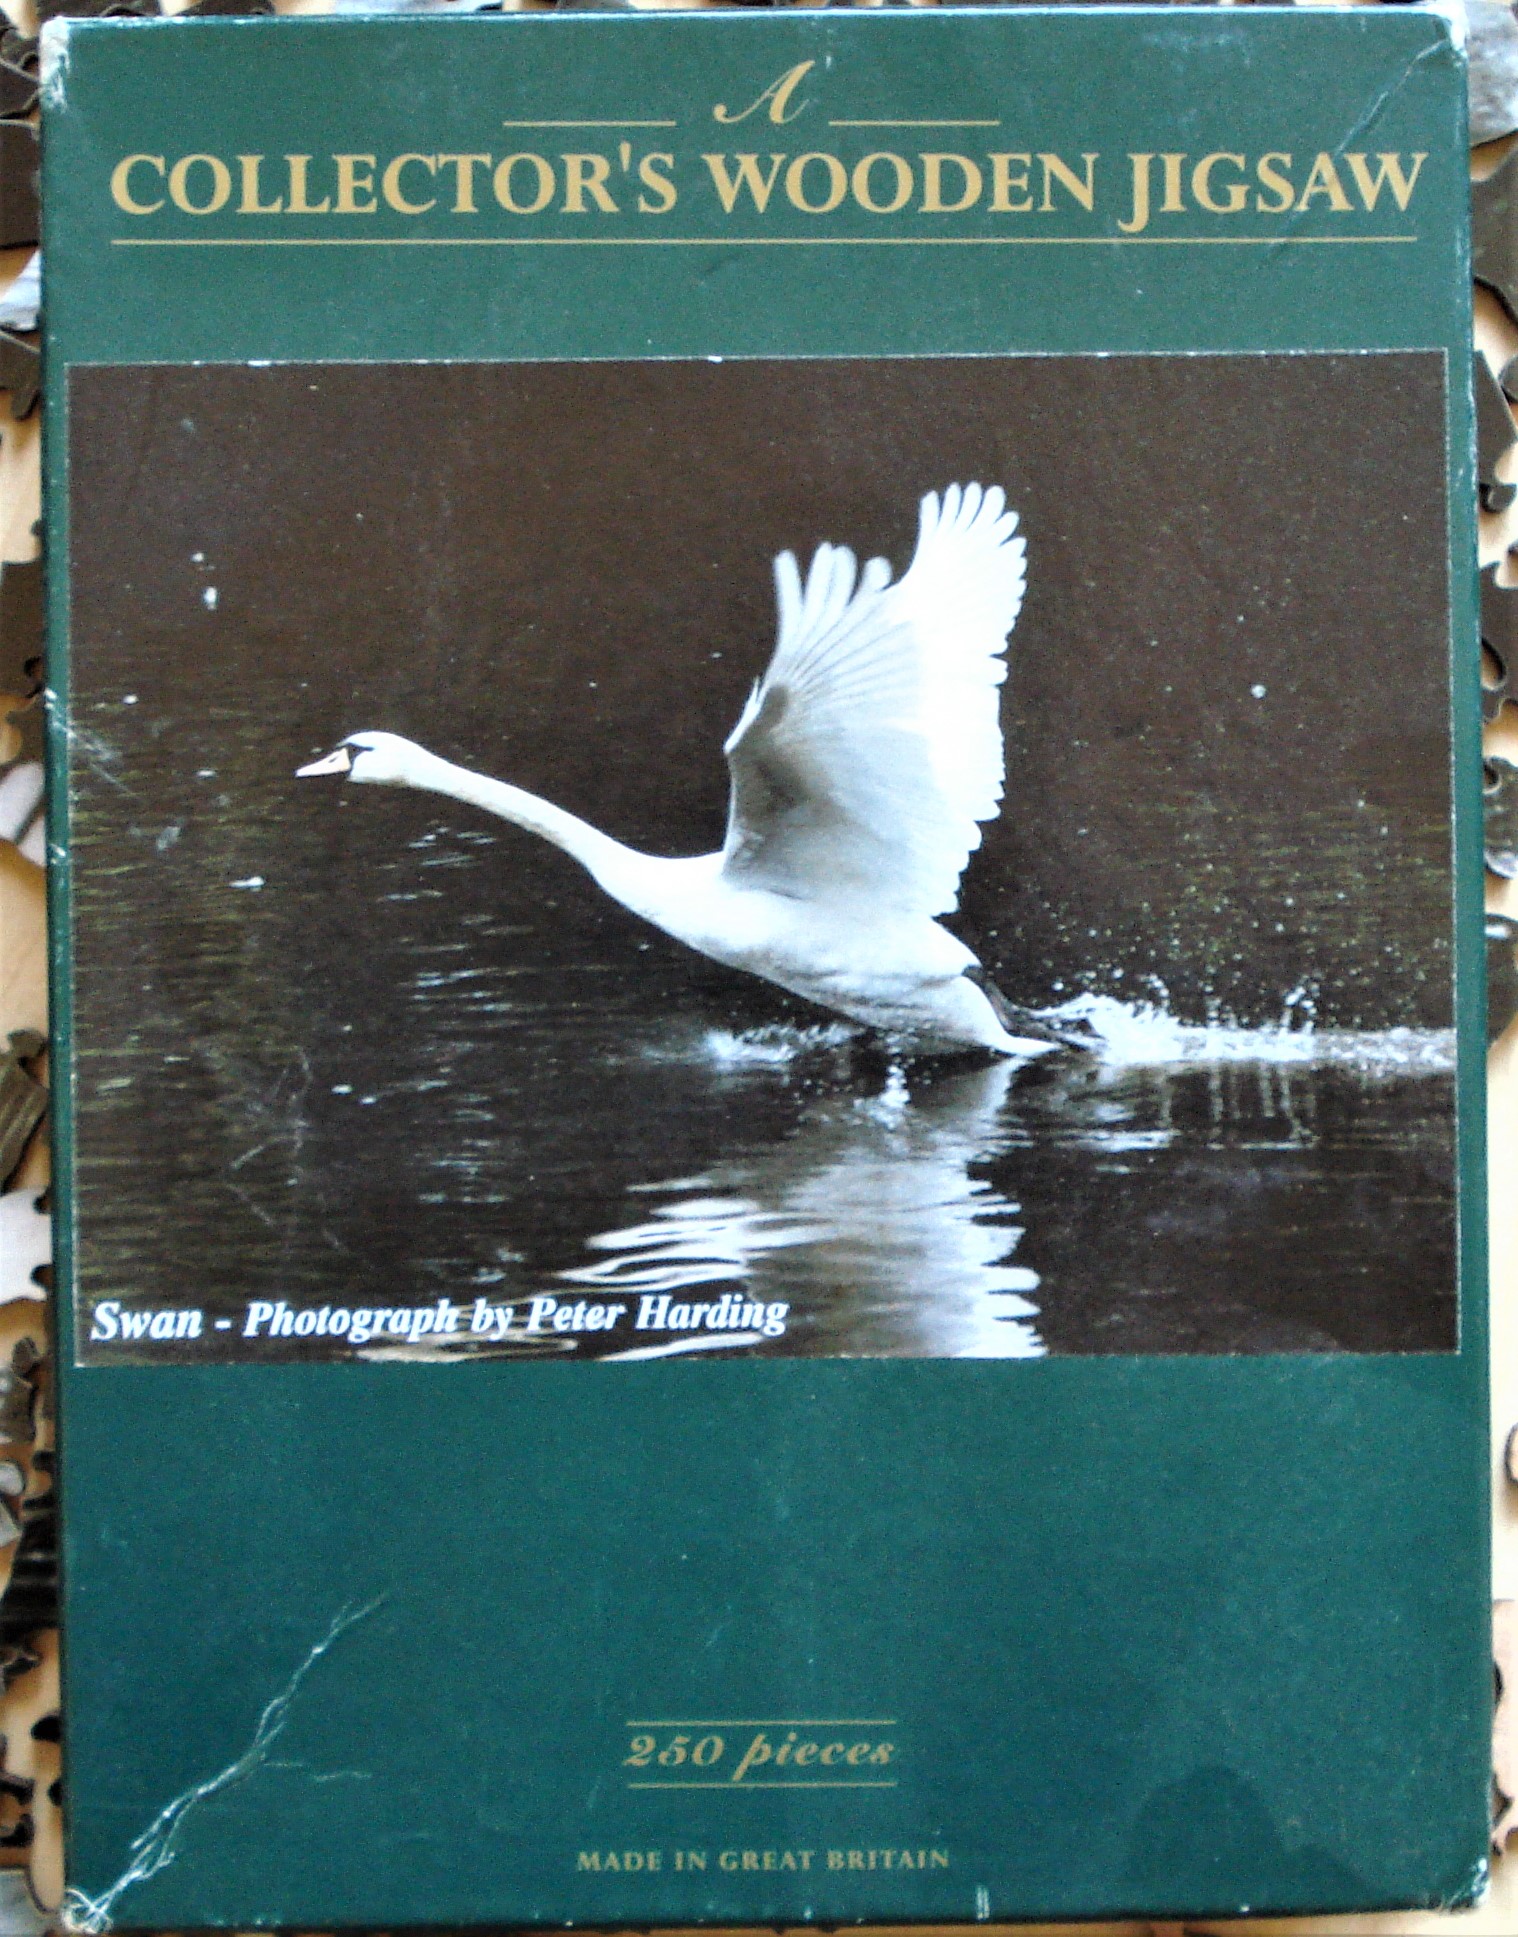 A
COLLECTOR'S WOODEN JIGSAW
Swan - Photograph by Peter Harding
250 pieces
MADE IN GREAT BRITAIN